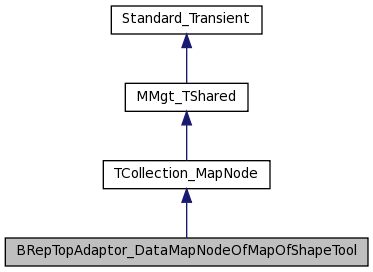 Standard_Transient
MMgt_TShared
TCollection_MapNode
BRepTopAdaptor_DataMapNodeOfMapOfShapeTool